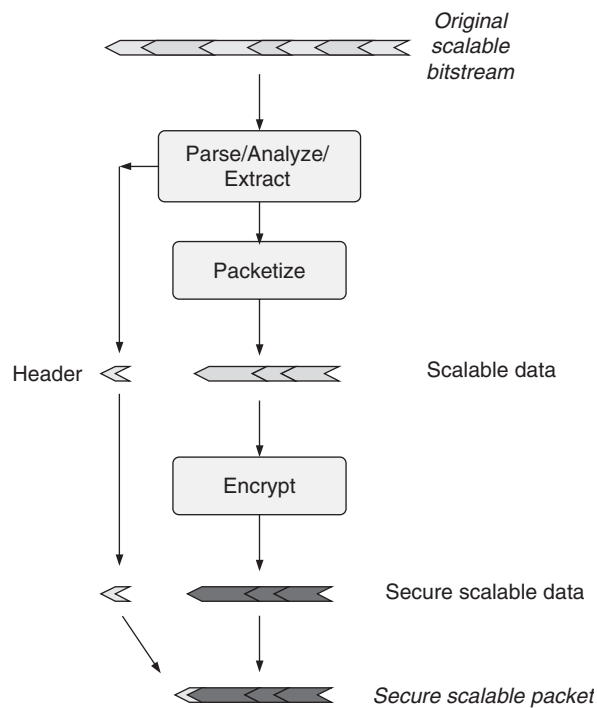 Original
scalable
bitstream
Parse/Analyze/
Extract
Packetize
Header
Scalable data
Encrypt
Secure scalable data
Secure scalable packet